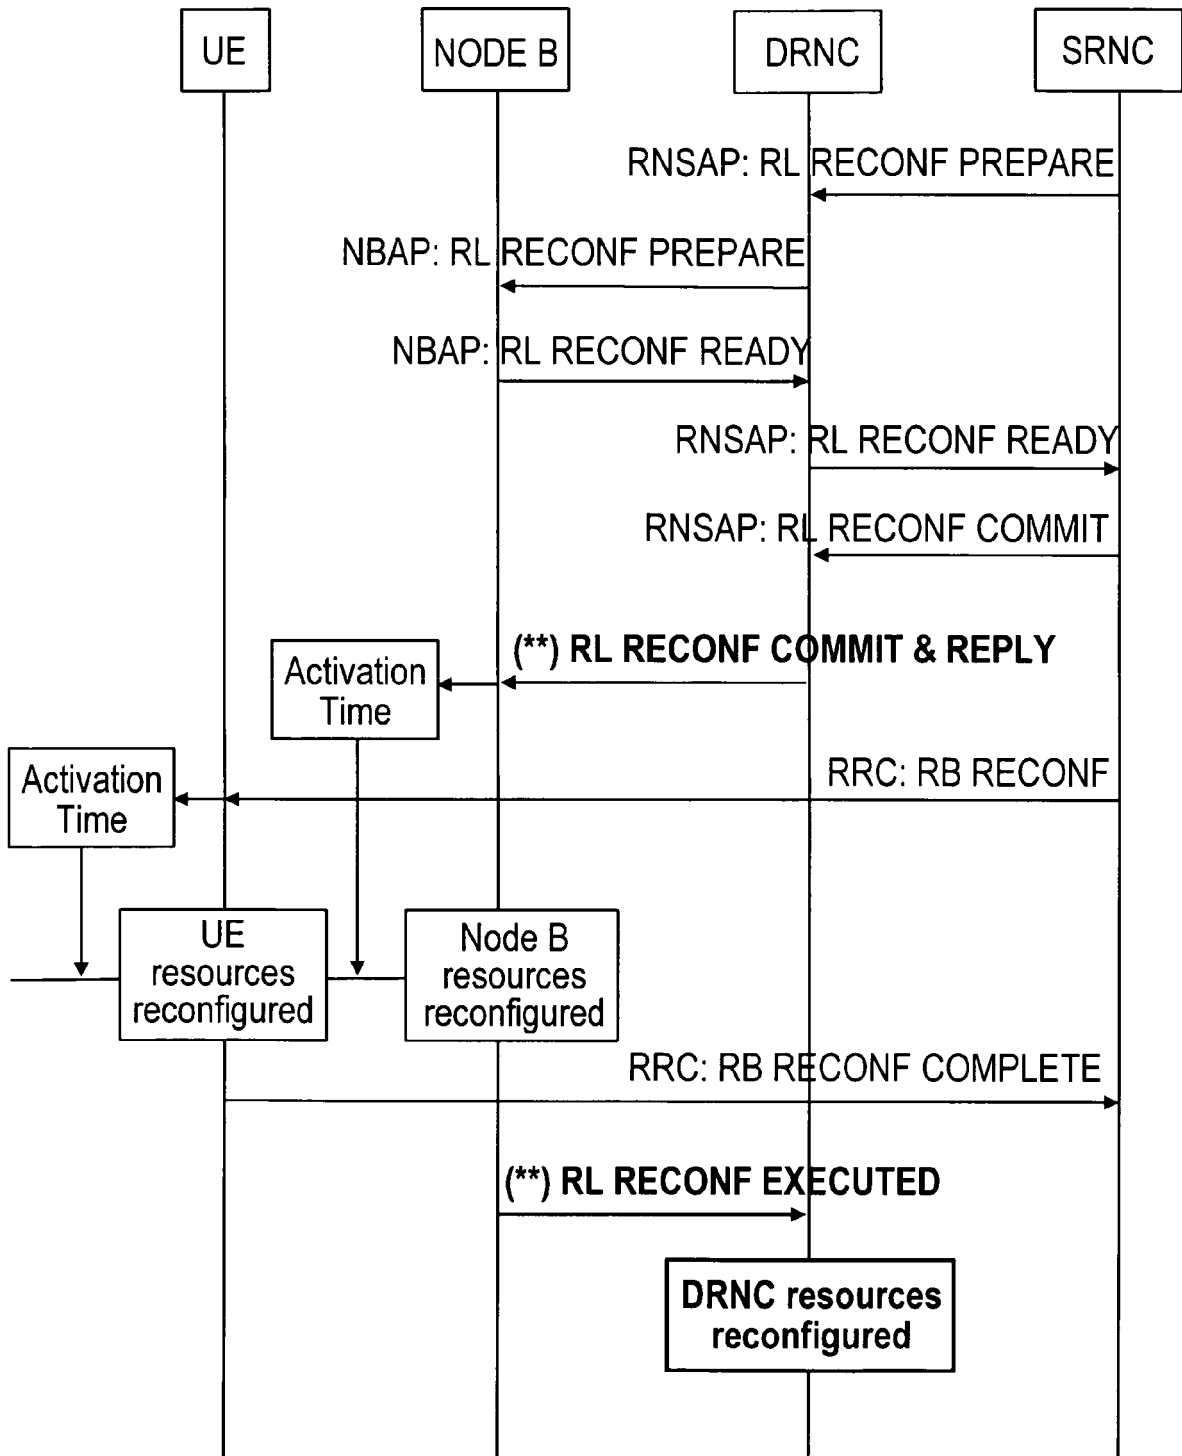 UE
NODE B
DRNC
SRNC
RNSAP: RL RECONF PREPARE
NBAP: RL RECONF PREPARE
NBAP: RL RECONF READY
RNSAP: RL RECONF READY
RNSAP: RL RECONF COMMIT
(**) RL RECONF COMMIT & REPLY
Activation
Time
RRC: RB RECONF
Activation
Time
UE
resources
reconfigured
Node B
resources
reconfigured
RRC: RB RECONF COMPLETE
(**) RL RECONF EXECUTED
DRNC resources
reconfigured